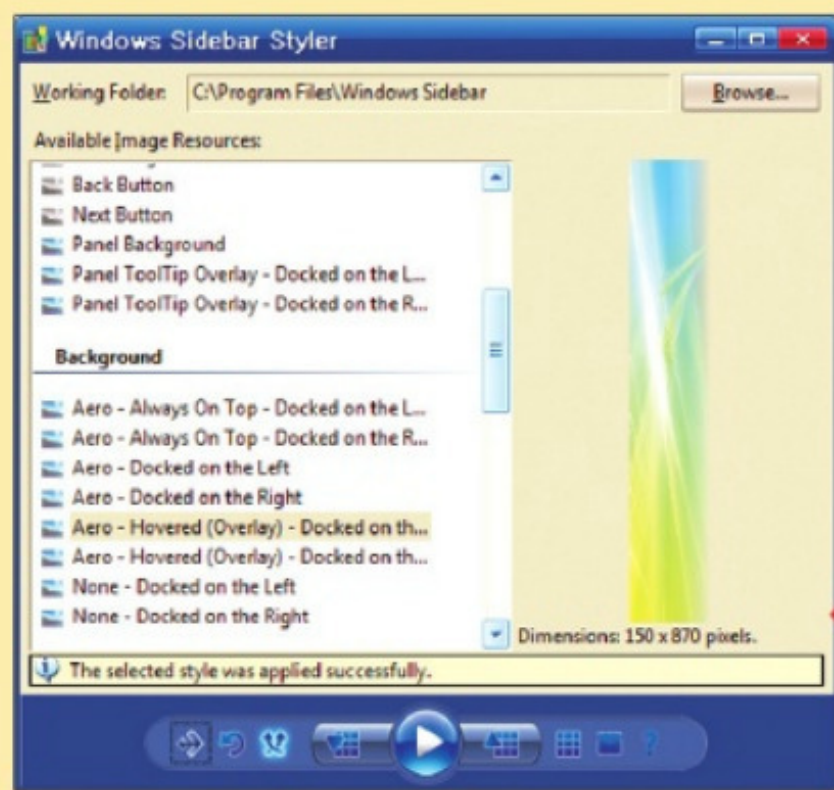 Windows Sidebar Styler
Working Folder: C:\Program Files\Windows Sidebar Browse...
Available Image Resources:
Back Button
Next Button
Panel Background
Panel ToolTip Overlay - Docked on the L...
Panel ToolTip Overlay - Docked on the R...
Background
Aero - Always On Top - Docked on the L...
Aero - Always On Top - Docked on the R...
Aero - Docked on the Left
Aero - Docked on the Right
Aero - Hovered (Overlay) - Docked on th...
Aero - Hovered (Overlay) - Docked on th...
None - Docked on the Left
None - Docked on the Right
Dimensions: 150 x 870 pixels.
The selected style was applied successfully.
?